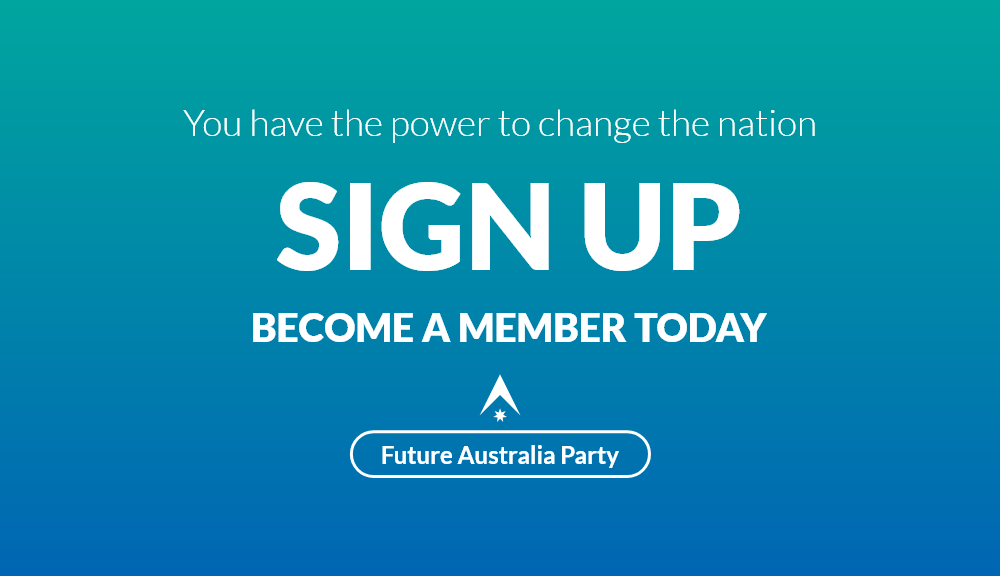 You have the power to change the nation
SIGN UP
BECOME A MEMBER TODAY
Future Australia Party